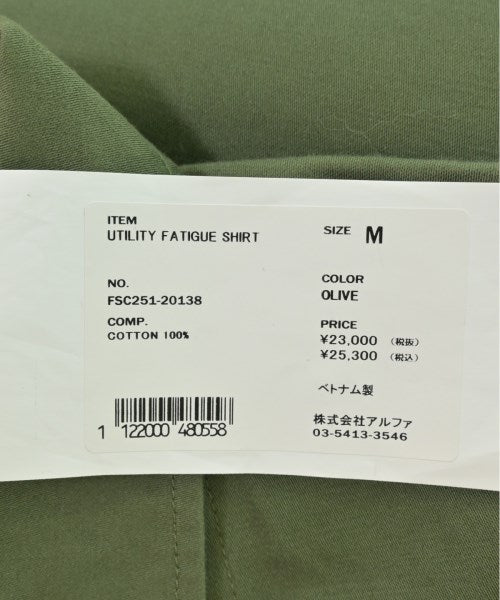 ITEM
UTILITY FATIGUE SHIRT
SIZE M
NO.
FSC251-20138
COLOR
OLIVE
COMP.
COTTON 100%
PRICE
¥23,000 (税抜)
¥25,300 (税込)
ベトナム製
1 122000 480558
株式会社アルファ
03-5413-3546